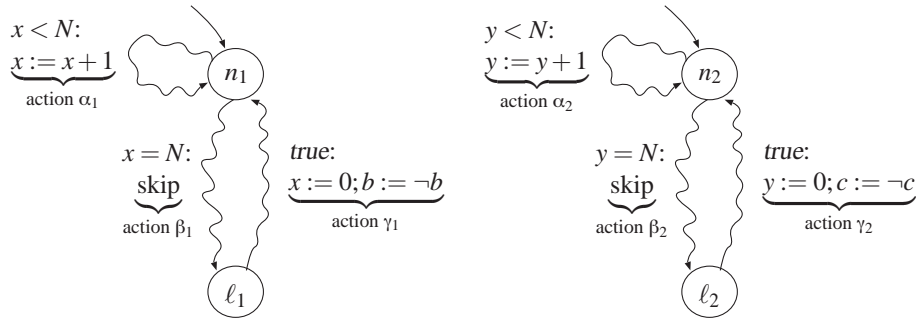 x < N:
x := x + 1
action α₁
n₁
x = N:
skip
action β₁
true:
x := 0; b := ¬b
action γ₁
ℓ₁
y < N:
y := y + 1
action α₂
n₂
y = N:
skip
action β₂
true:
y := 0; c := ¬c
action γ₂
ℓ₂